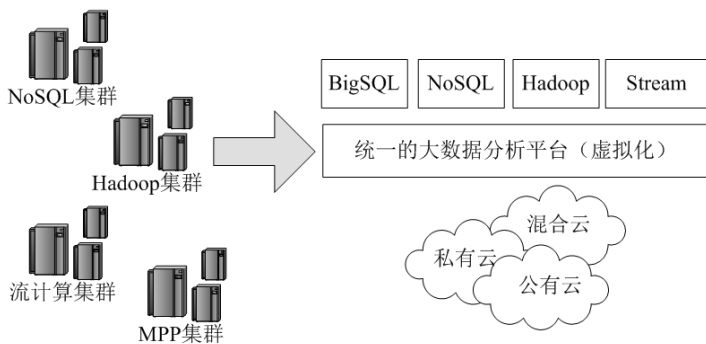 NoSQL集群
Hadoop集群
流计算集群
MPP集群
BigSQL
NoSQL
Hadoop
Stream
统一的大数据分析平台（虚拟化）
混合云
私有云
公有云